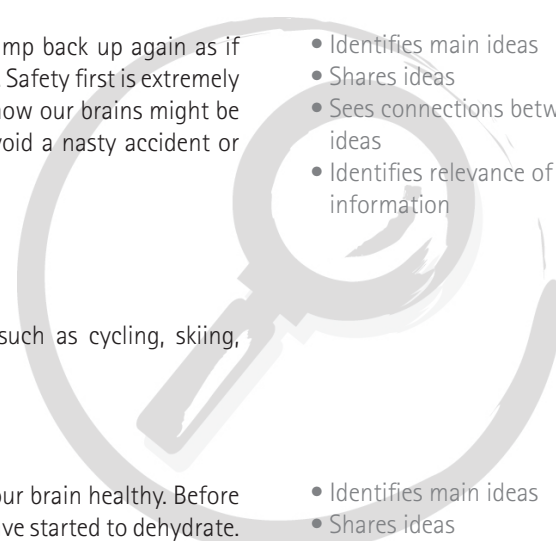 mp back up again as if
Safety first is extremely
now our brains might be
void a nasty accident or
such as cycling, skiing,
ur brain healthy. Before
ve started to dehydrate.
• Identifies main ideas
• Shares ideas
• Sees connections betw
ideas
• Identifies relevance of
information
• Identifies main ideas
• Shares ideas